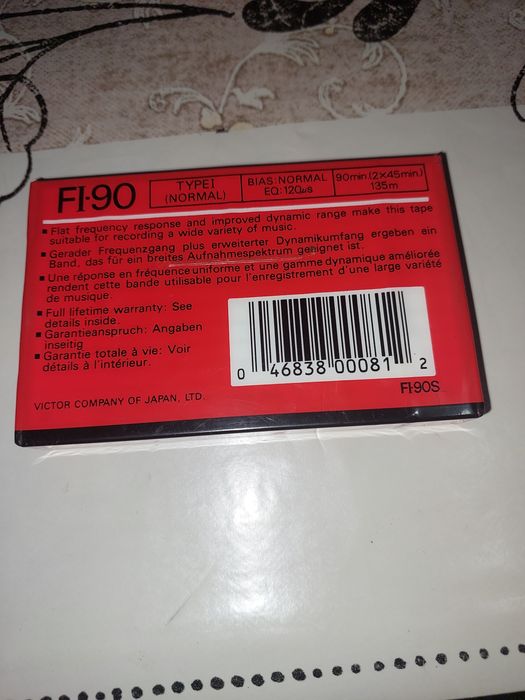 FI·90
TYPE I
(NORMAL)
BIAS: NORMAL
EQ: 120µs
90min.(2×45min.)
135m
■ Flat frequency response and improved dynamic range make this tape
suitable for recording a wide variety of music.
■ Gerader Frequenzgang plus erweiterter Dynamikumfang ergeben ein
Band, das für ein breites Aufnahmespektrum geeignet ist.
■ Une réponse en fréquence uniforme et une gamme dynamique améliorée
rendent cette bande utilisable pour l'enregistrement d'une large variété
de musique.
■ Full lifetime warranty: See
details inside.
■ Garantieanspruch: Angaben
inseitig
■ Garantie totale à vie: Voir
détails à l'intérieur.
0 46838 00081 2
FI-90S
VICTOR COMPANY OF JAPAN, LTD.